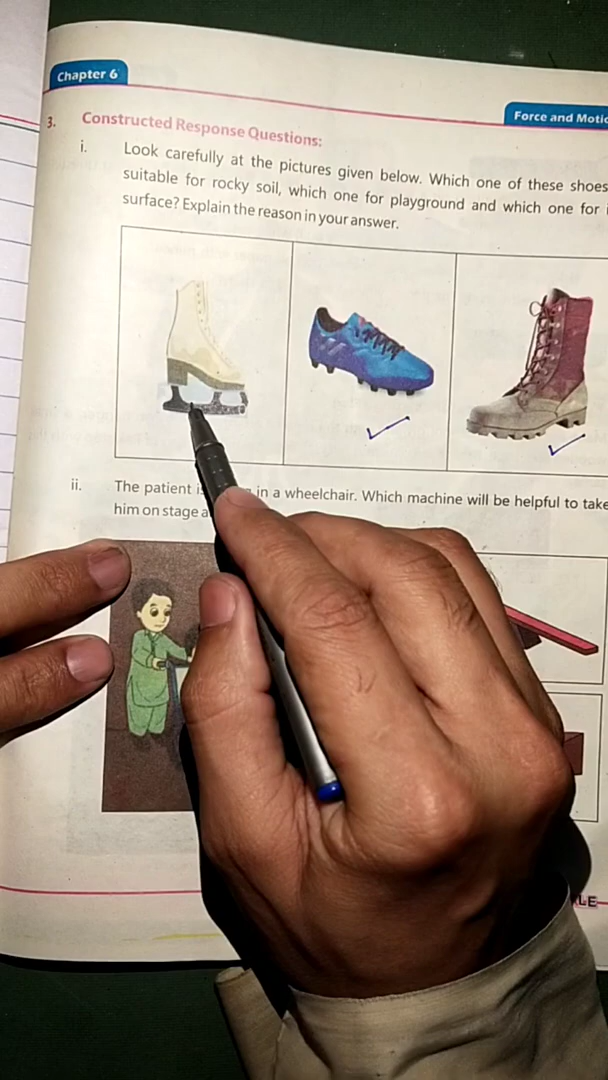 Chapter 6
Force and Motio
3. Constructed Response Questions:
i. Look carefully at the pictures given below. Which one of these shoes
suitable for rocky soil, which one for playground and which one for i
surface? Explain the reason in your answer.
ii. The patient is in a wheelchair. Which machine will be helpful to take
him on stage a
LE